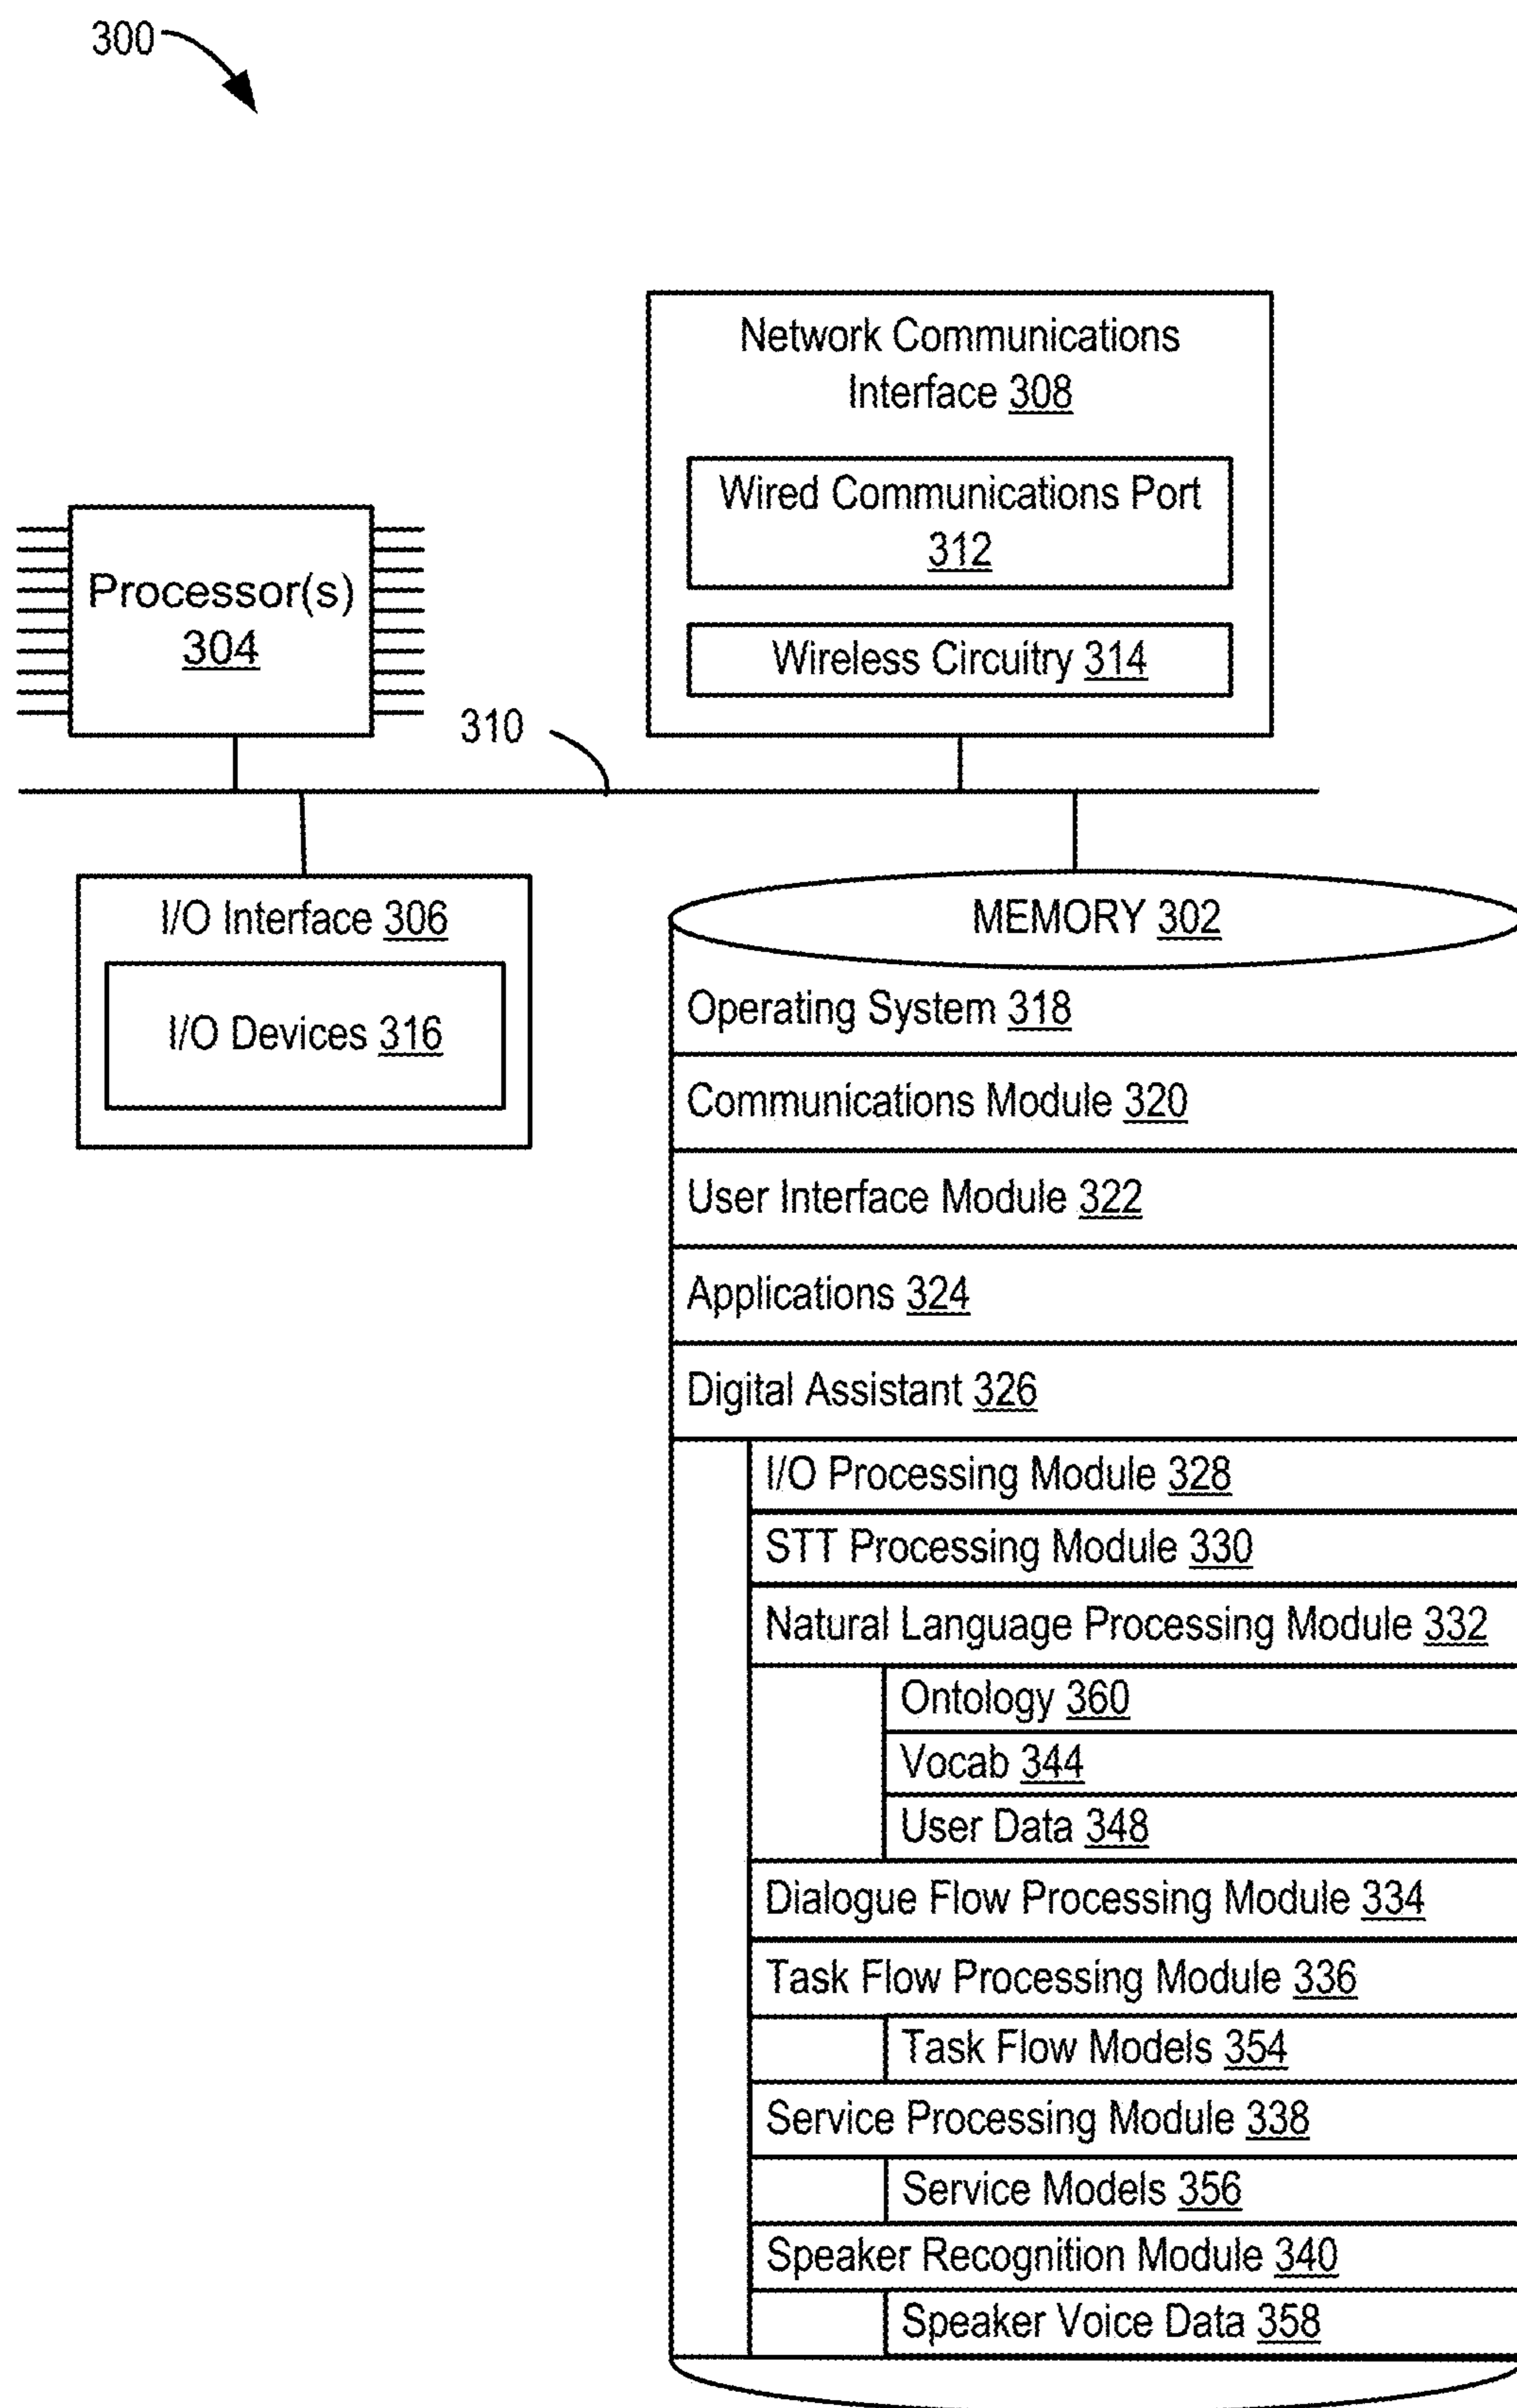 300
Network Communications
Interface 308
Wired Communications Port
312
Wireless Circuitry 314
Processor(s)
304
310
I/O Interface 306
I/O Devices 316
MEMORY 302
Operating System 318
Communications Module 320
User Interface Module 322
Applications 324
Digital Assistant 326
I/O Processing Module 328
STT Processing Module 330
Natural Language Processing Module 332
Ontology 360
Vocab 344
User Data 348
Dialogue Flow Processing Module 334
Task Flow Processing Module 336
Task Flow Models 354
Service Processing Module 338
Service Models 356
Speaker Recognition Module 340
Speaker Voice Data 358